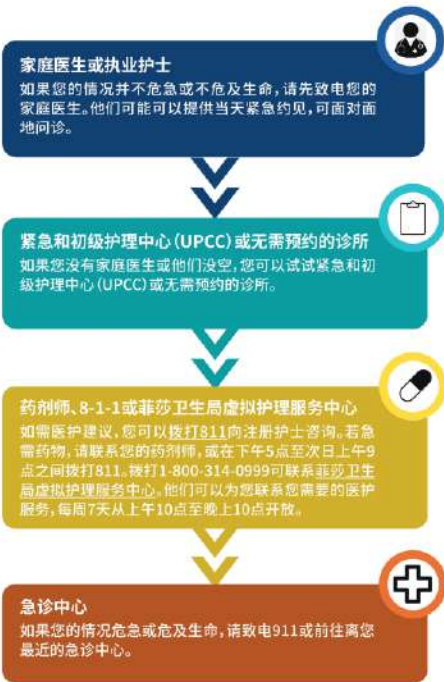 家庭医生或执业护士
如果您的情况并不危急或不危及生命,请先致电您的
家庭医生。他们可能可以提供当天紧急约见,可面对面
地问诊。
紧急和初级护理中心(UPCC)或无需预约的诊所
如果您没有家庭医生或他们没空,您可以试试紧急和初
级护理中心(UPCC)或无需预约的诊所。
药剂师、8-1-1或菲莎卫生局虚拟护理服务中心
如需医护建议,您可以拨打811向注册护士咨询。若急
需药物,请联系您的药剂师,或在下午5点至次日上午9
点之间拨打811。拨打1-800-314-0999可联系菲莎卫生
局虚拟护理服务中心。他们可以为您联系您需要的医护
服务,每周7天从上午10点至晚上10点开放。
急诊中心
如果您的情况危急或危及生命,请致电911或前往离您
最近的急诊中心。